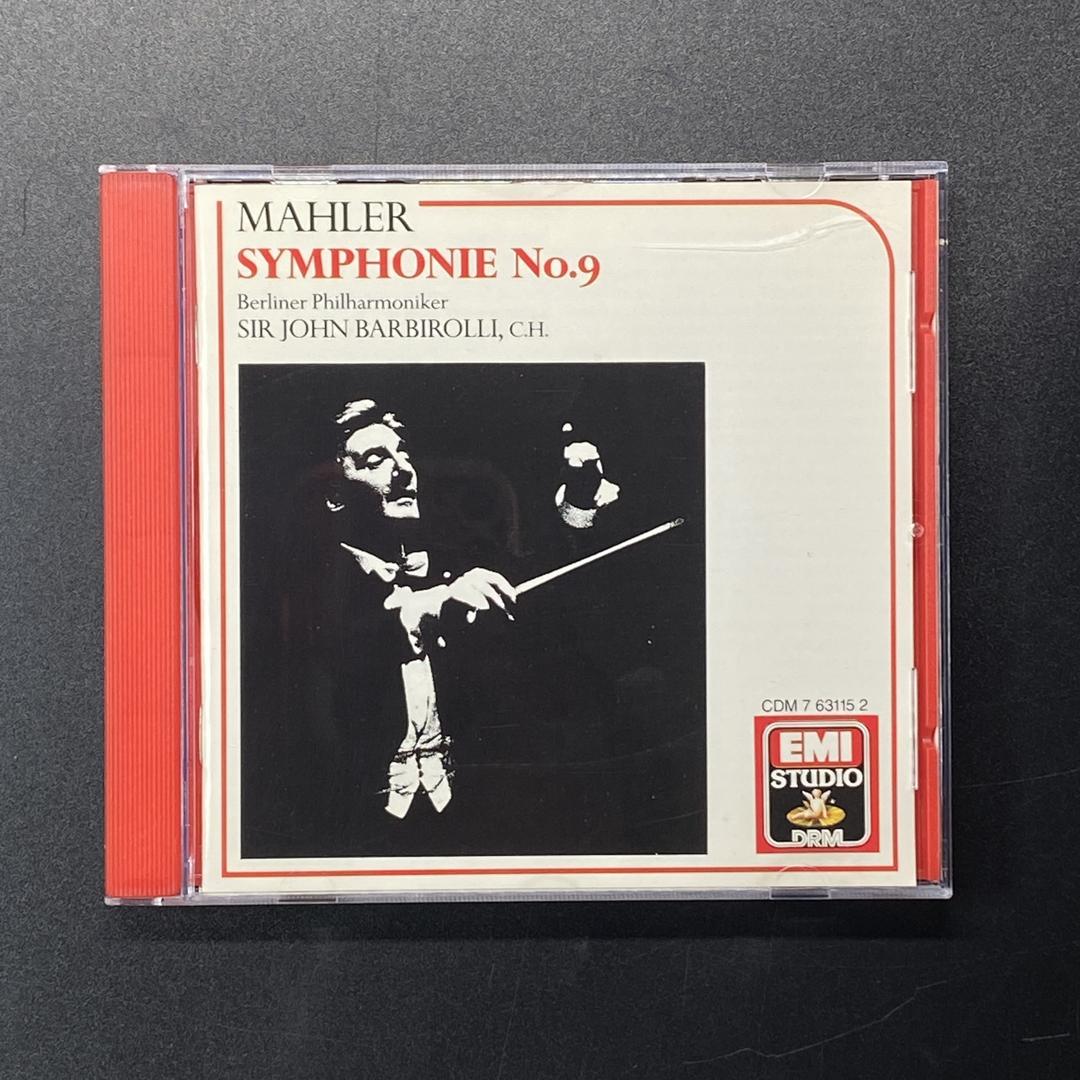 MAHLER
SYMPHONIE No.9
Berliner Philharmoniker
SIR JOHN BARBIROLLI, C.H.
CDM 7 63115 2
EMI
STUDIO
DRM